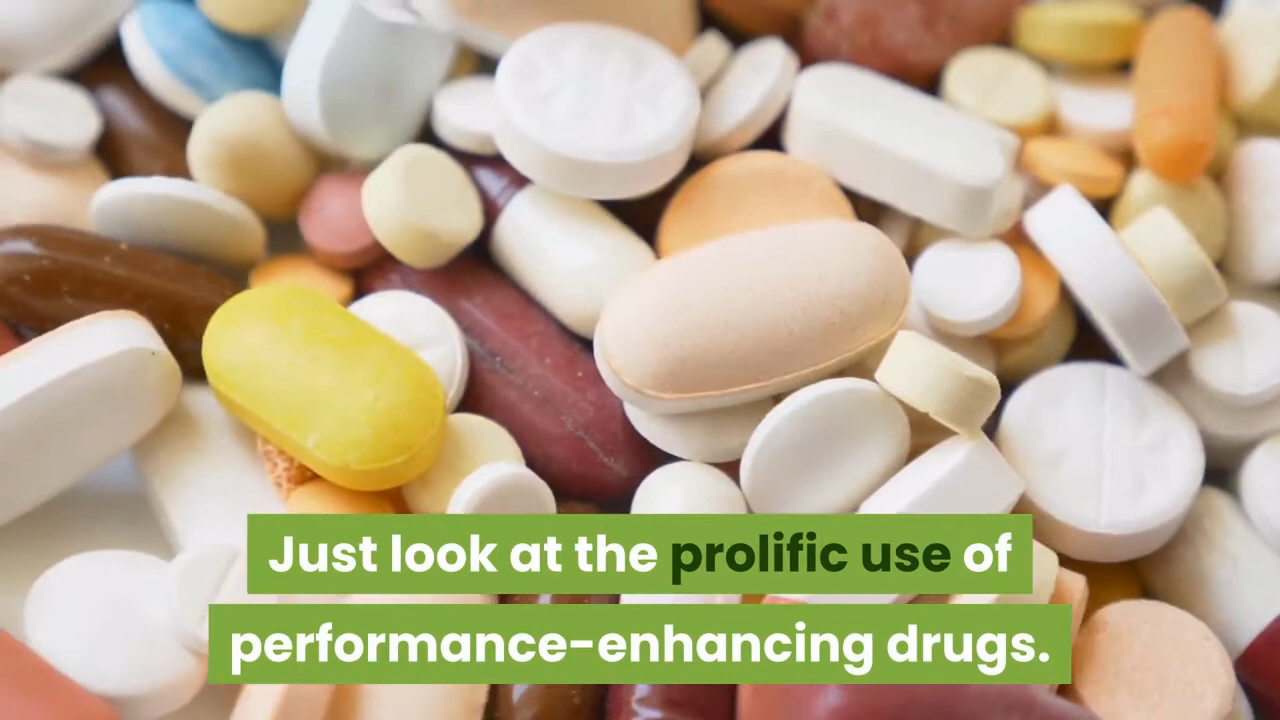 Just look at the prolific use of
performance-enhancing drugs.